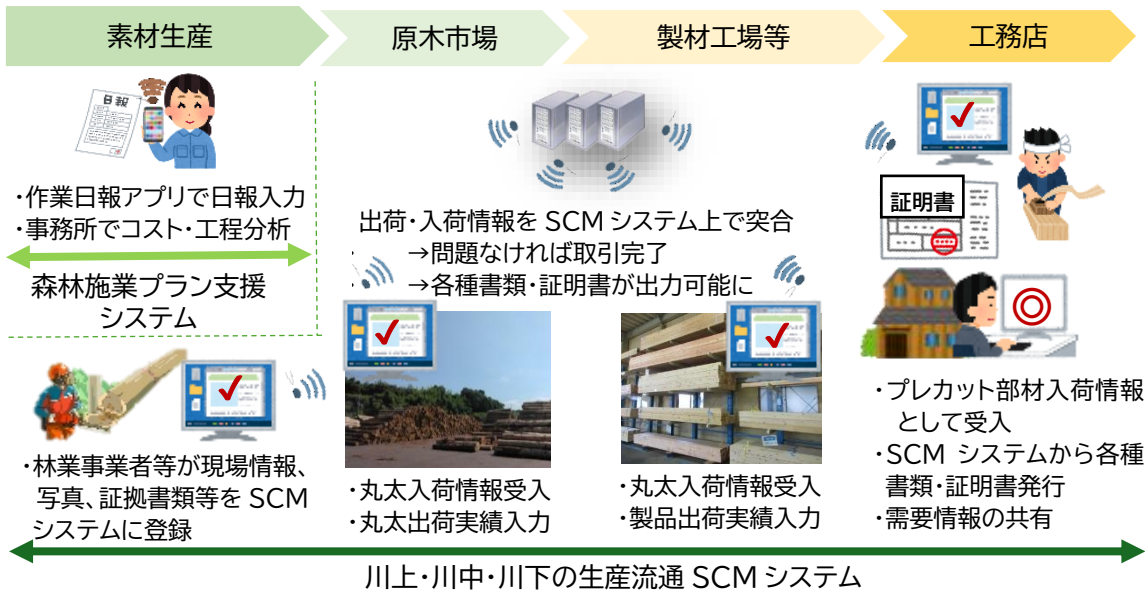 素材生産
原木市場
製材工場等
工務店
日報
・作業日報アプリで日報入力
・事務所でコスト・工程分析
森林施業プラン支援
システム
出荷・入荷情報を SCM システム上で突合
→問題なければ取引完了
→各種書類・証明書が出力可能に
証明書
・林業事業者等が現場情報、
写真、証拠書類等を SCM
システムに登録
・丸太入荷情報受入
・丸太出荷実績入力
・丸太入荷情報受入
・製品出荷実績入力
・プレカット部材入荷情報
として受入
・SCM システムから各種
書類・証明書発行
・需要情報の共有
川上・川中・川下の生産流通 SCM システム